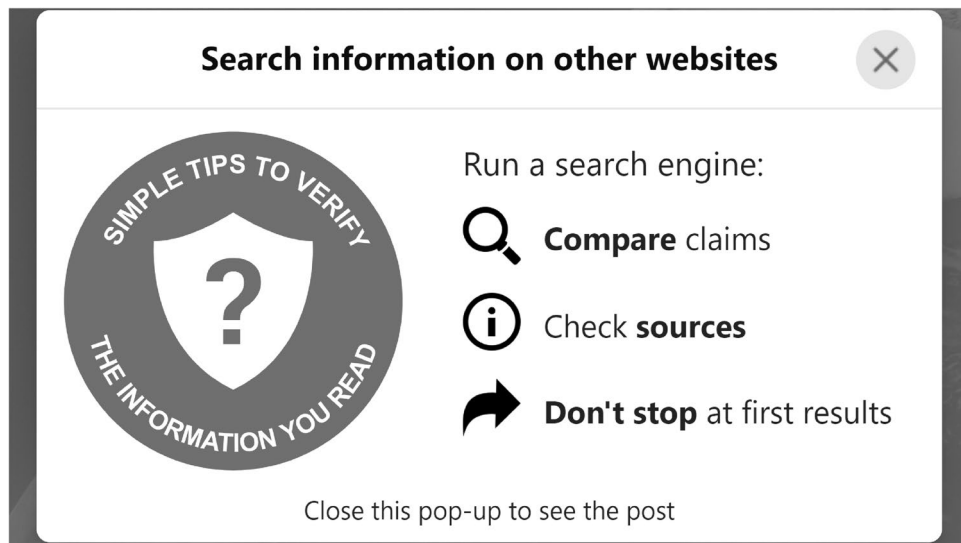 Search information on other websites
SIMPLE TIPS TO VERIFY
?
THE INFORMATION YOU READ
Run a search engine:
Compare claims
i
Check sources
Don't stop at first results
Close this pop-up to see the post